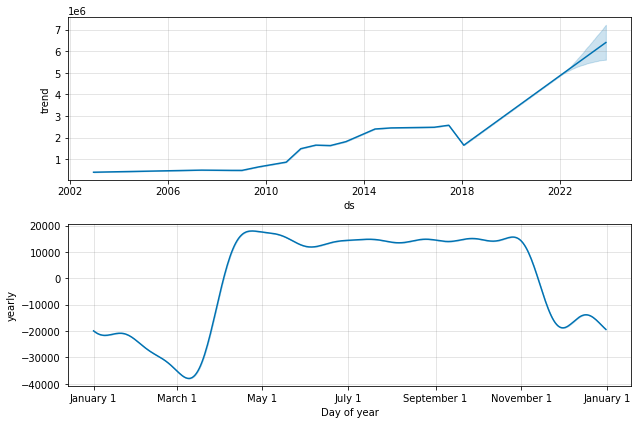 1e6
7
6
5
4
3
2
1
trend
2002 2006 2010 2014 2018 2022
ds
20000
10000
0
−10000
−20000
−30000
−40000
yearly
January 1 March 1 May 1 July 1 September 1 November 1 January 1
Day of year